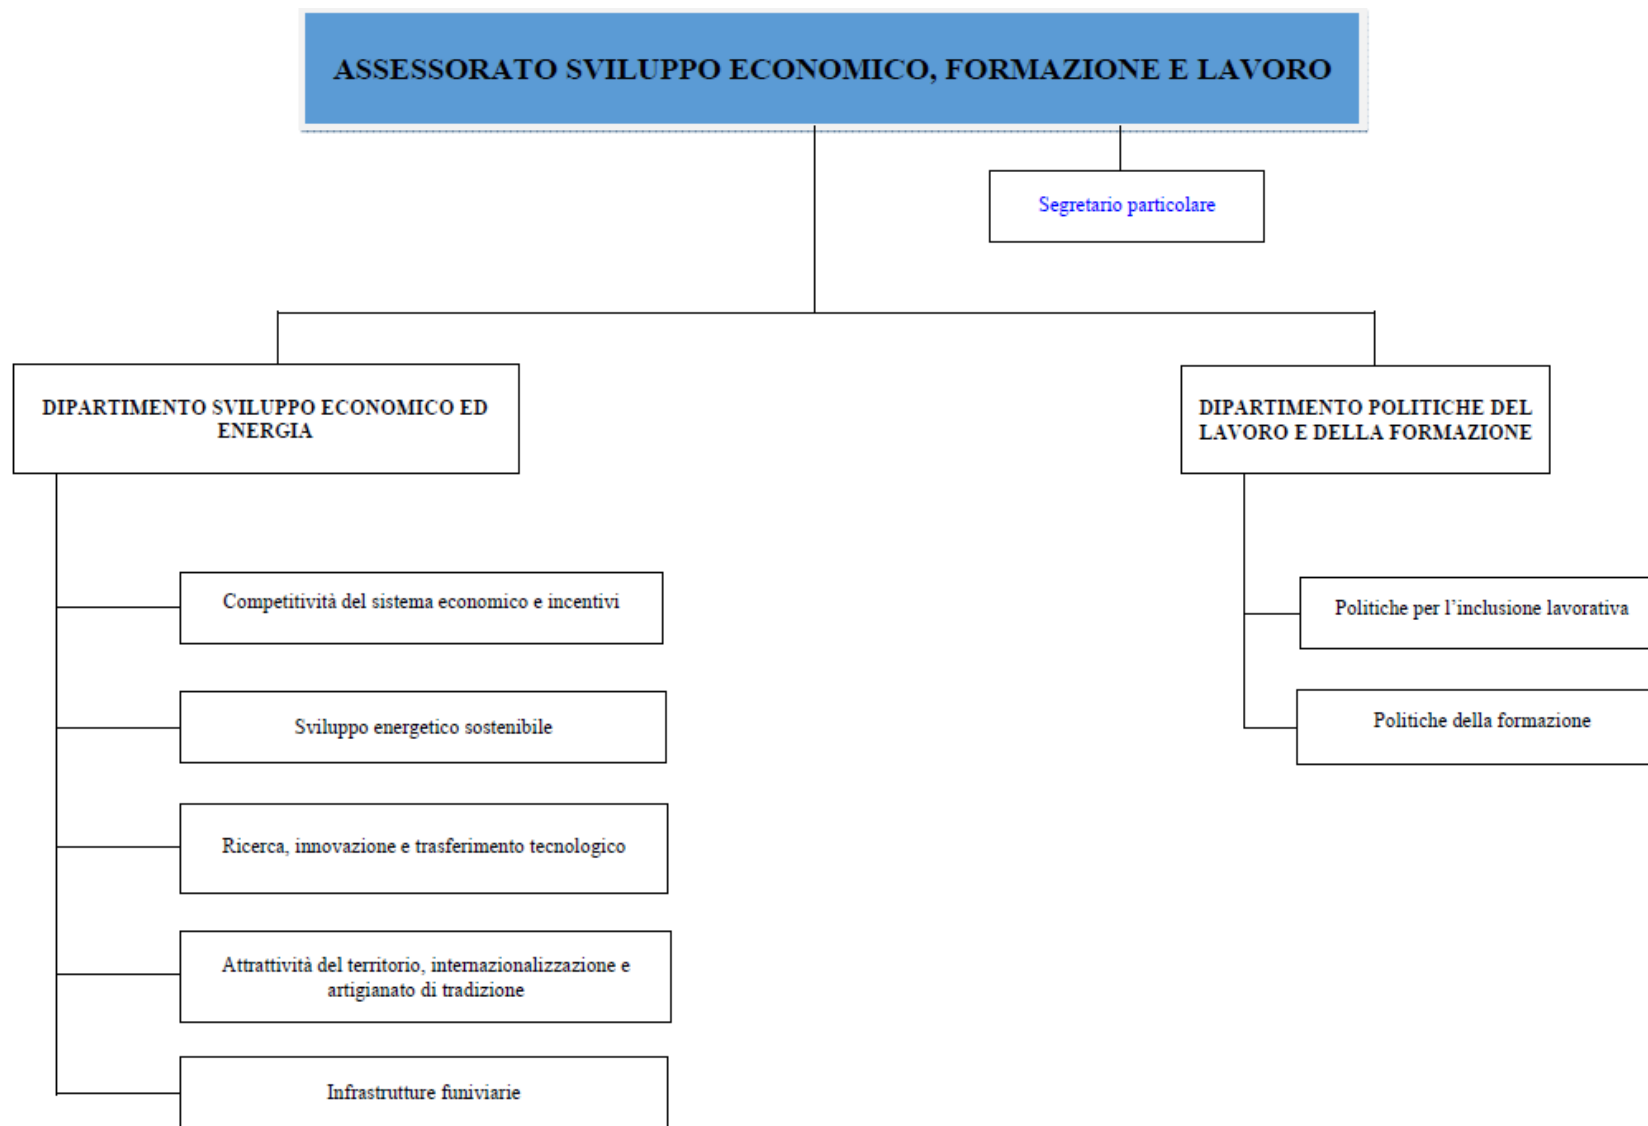 ASSESSORATO SVILUPPO ECONOMICO, FORMAZIONE E LAVORO
Segretario particolare
DIPARTIMENTO SVILUPPO ECONOMICO ED
ENERGIA
Competitività del sistema economico e incentivi
Sviluppo energetico sostenibile
Ricerca, innovazione e trasferimento tecnologico
Attrattività del territorio, internazionalizzazione e
artigianato di tradizione
Infrastrutture funiviarie
DIPARTIMENTO POLITICHE DEL
LAVORO E DELLA FORMAZIONE
Politiche per l’inclusione lavorativa
Politiche della formazione